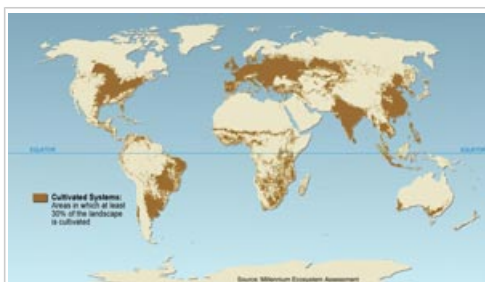 EQUATOR
EQUATOR
Cultivated Systems:
Areas in which at least
30% of the landscape
is cultivated
Source: Millennium Ecosystem Assessment